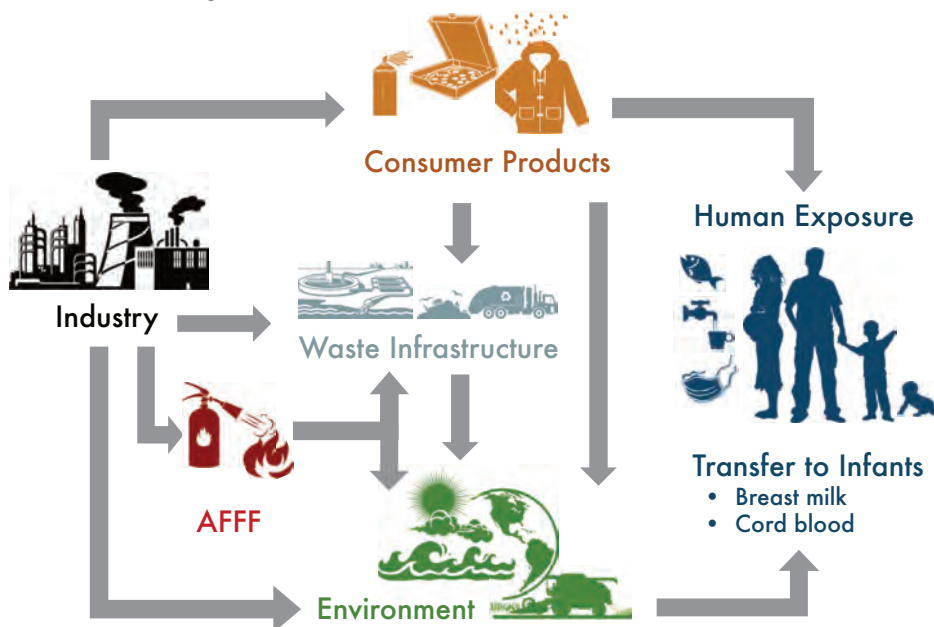 Consumer Products
Human Exposure
Industry
Waste Infrastructure
AFFF
Transfer to Infants
• Breast milk
• Cord blood
Environment